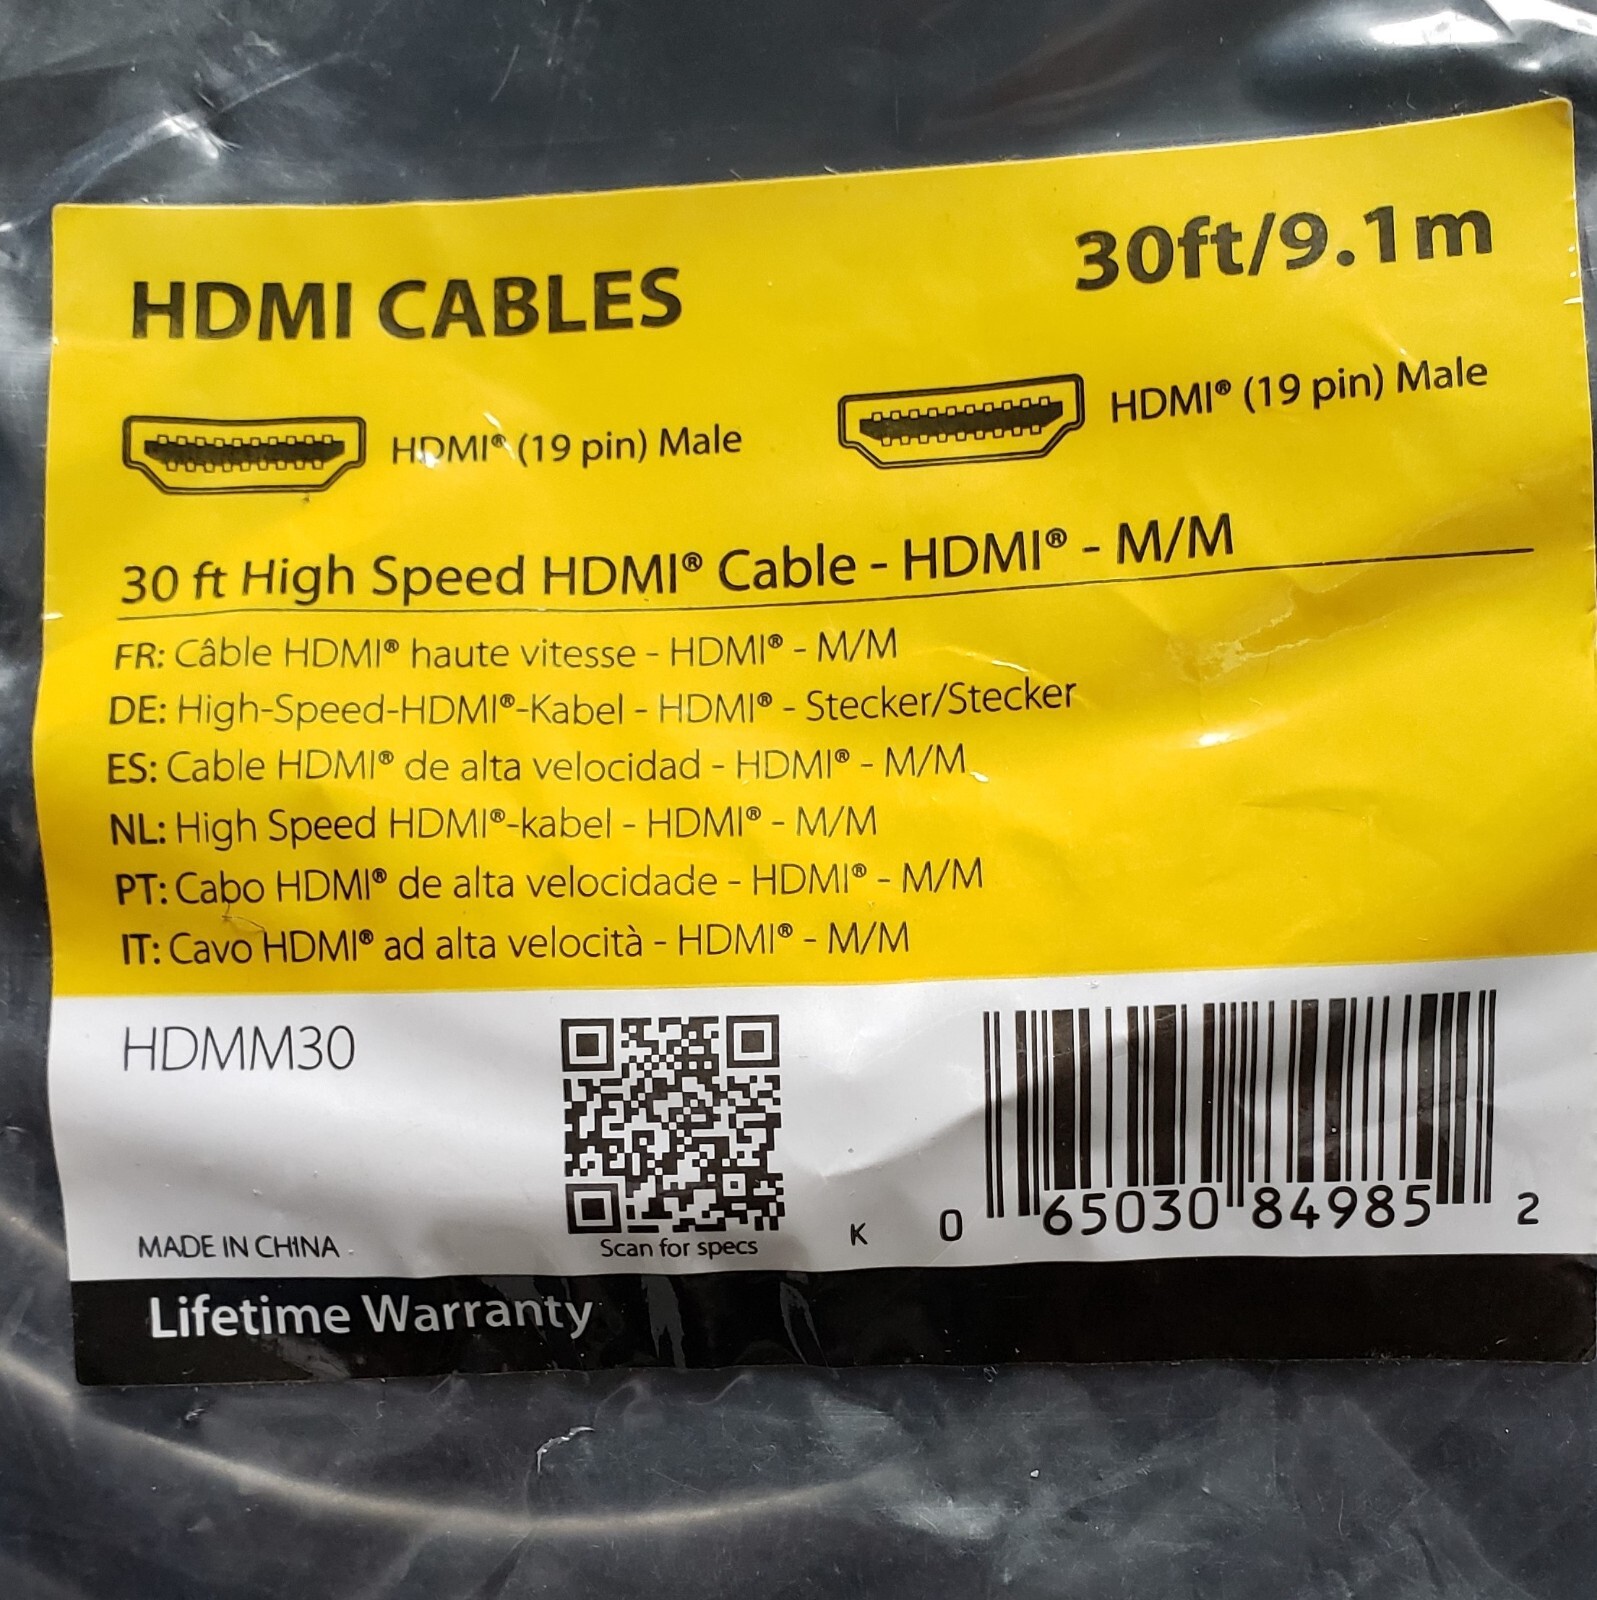 30ft/9.1m
HDMI CABLES
HDMI® (19 pin) Male
HDMI® (19 pin) Male
30 ft High Speed HDMI® Cable - HDMI® - M/M
FR: Câble HDMI® haute vitesse - HDMI® - M/M
DE: High-Speed-HDMI®-Kabel - HDMI® - Stecker/Stecker
ES: Cable HDMI® de alta velocidad - HDMI® - M/M
NL: High Speed HDMI®-kabel - HDMI® - M/M
PT: Cabo HDMI® de alta velocidade - HDMI® - M/M
IT: Cavo HDMI® ad alta velocità - HDMI® - M/M
HDMM30
MADE IN CHINA
Scan for specs
K 0 65030 84985 2
Lifetime Warranty